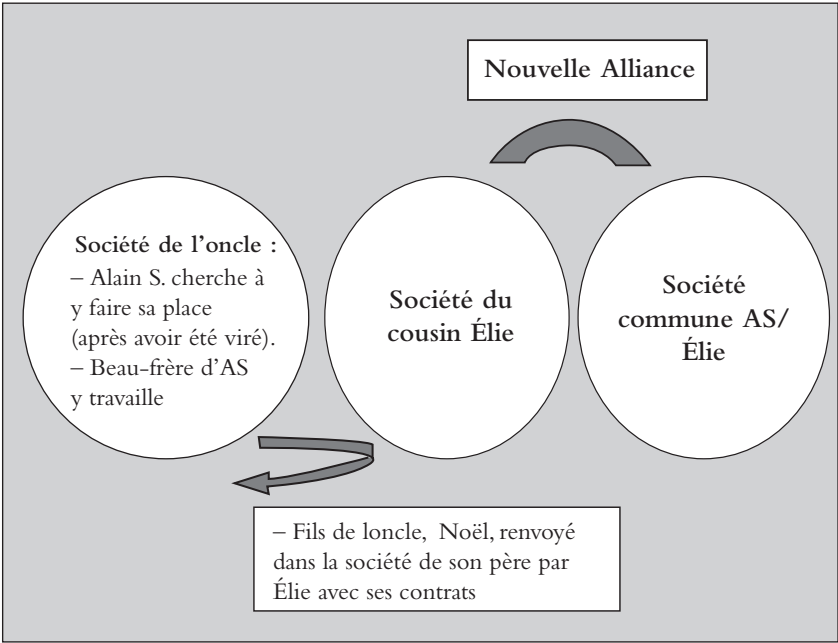 Nouvelle Alliance
Société de l'oncle :
– Alain S. cherche à
y faire sa place
(après avoir été viré).
– Beau-frère d'AS
y travaille
Société du
cousin Élie
Société
commune AS/
Élie
– Fils de loncle, Noël, renvoyé
dans la société de son père par
Élie avec ses contrats